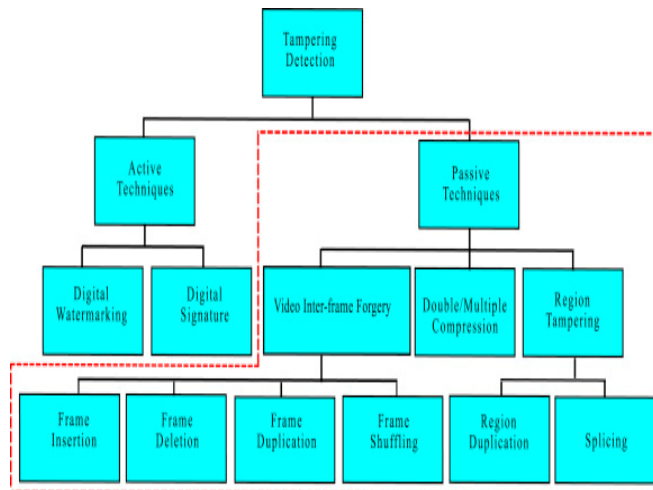 Tampering
Detection
Active
Techniques
Passive
Techniques
Digital
Watermarking
Digital
Signature
Video Inter-frame Forgery
Double/Multiple
Compression
Region
Tampering
Frame
Insertion
Frame
Deletion
Frame
Duplication
Frame
Shuffling
Region
Duplication
Splicing